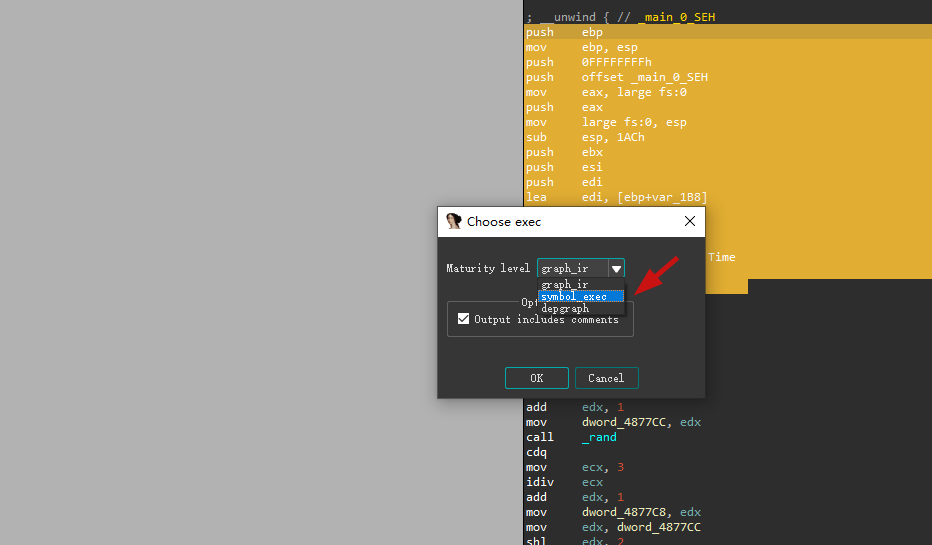 ; __unwind { // _main_0_SEH
push ebp
mov ebp, esp
push 0FFFFFFFFh
push offset _main_0_SEH
mov eax, large fs:0
push eax
mov large fs:0, esp
sub esp, 1ACh
push ebx
push esi
push edi
lea edi, [ebp+var_1B8]
Choose exec
Time
Maturity level graph_ir
graph_ir
symbol_exec
depgraph
Opt
Output includes comments
OK Cancel
add edx, 1
mov dword_4877CC, edx
call _rand
cdq
mov ecx, 3
idiv ecx
add edx, 1
mov dword_4877C8, edx
mov edx, dword_4877CC
shl edx, 2